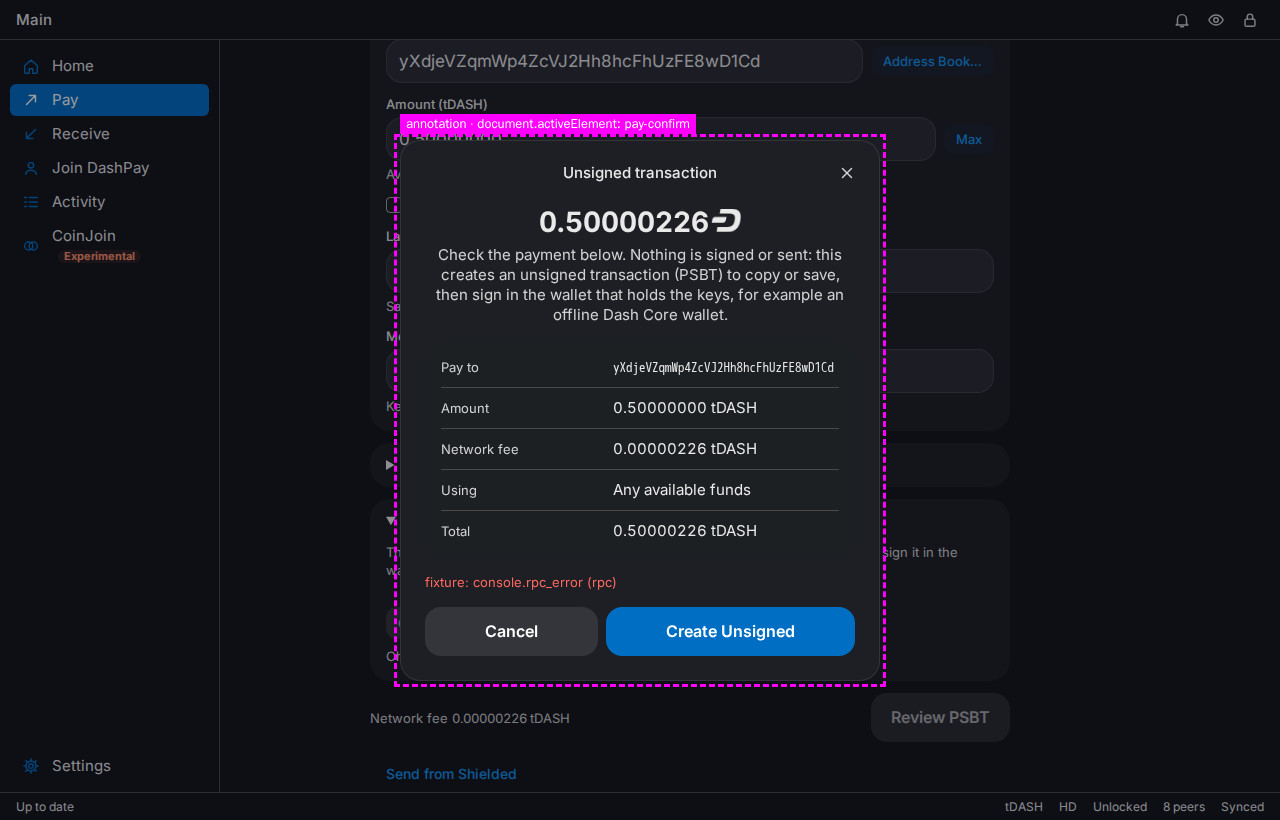 Main
Home
Pay
Receive
Join DashPay
Activity
CoinJoin
Experimental
Settings
yXdjeVZqmWp4ZcVJ2Hh8hcFhUzFE8wD1Cd
Address Book...
Amount (tDASH)
annotation · document.activeElement: pay-confirm
Max
Unsigned transaction
0.50000226
Check the payment below. Nothing is signed or sent: this
creates an unsigned transaction (PSBT) to copy or save,
then sign in the wallet that holds the keys, for example an
offline Dash Core wallet.
Pay to
yXdjeVZqmWp4ZcVJ2Hh8hcFhUzFE8wD1Cd
Amount
0.50000000 tDASH
Network fee
0.00000226 tDASH
Using
Any available funds
Total
0.50000226 tDASH
sign it in the
fixture: console.rpc_error (rpc)
Cancel
Create Unsigned
Network fee 0.00000226 tDASH
Review PSBT
Send from Shielded
Up to date
tDASH
HD
Unlocked
8 peers
Synced